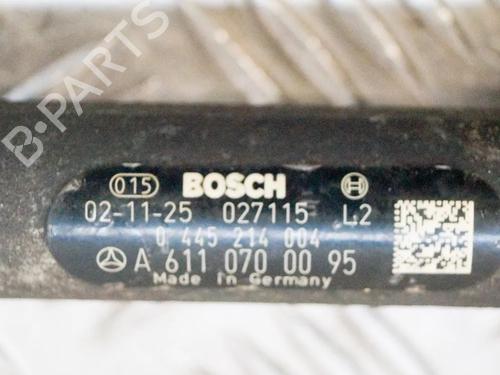 B-PARTS
015 BOSCH
02-11-25 027115 L2
0 445 214 004
A 611 070 00 95
Made in Germany